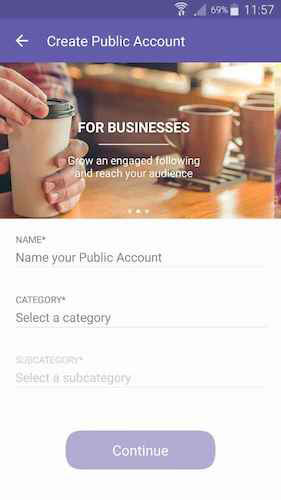 69% 11:57
Create Public Account
FOR BUSINESSES
Grow an engaged following
and reach your audience
NAME*
Name your Public Account
CATEGORY*
Select a category
SUBCATEGORY*
Select a subcategory
Continue